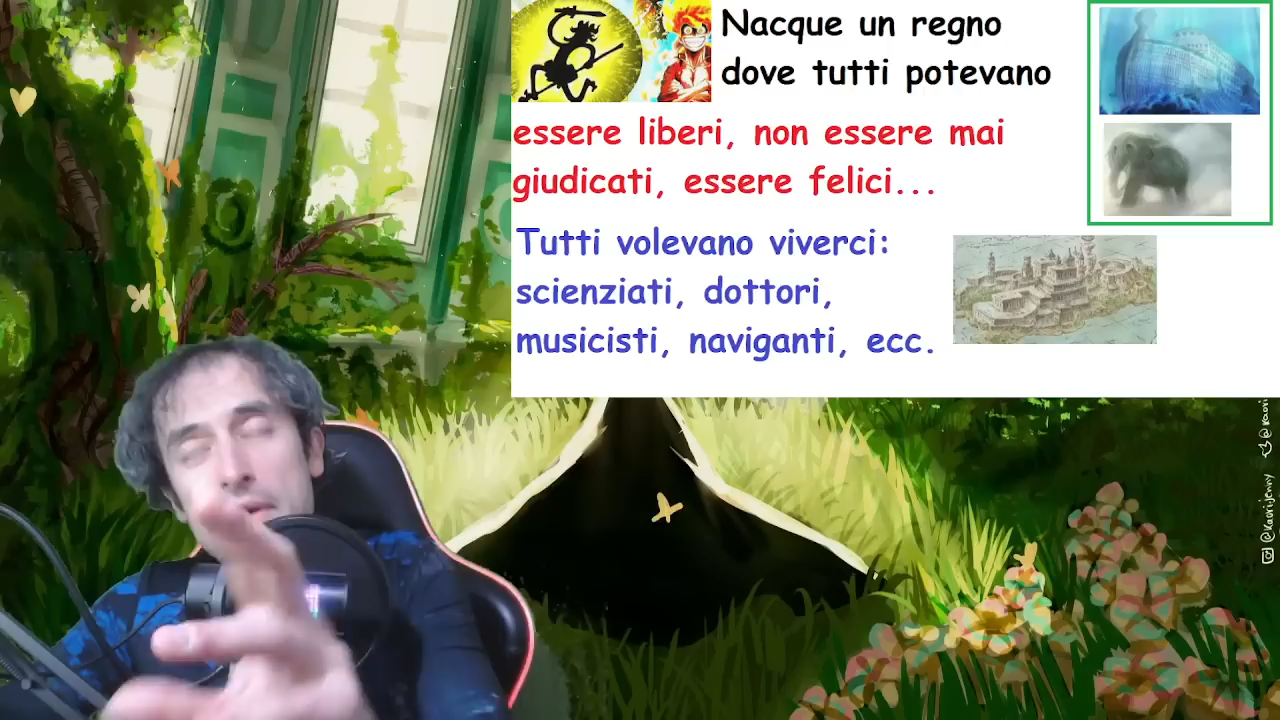 Nacque un regno
dove tutti potevano
essere liberi, non essere mai
giudicati, essere felici...
Tutti volevano viverci:
scienziati, dottori,
musicisti, naviganti, ecc.
@kaorijenny